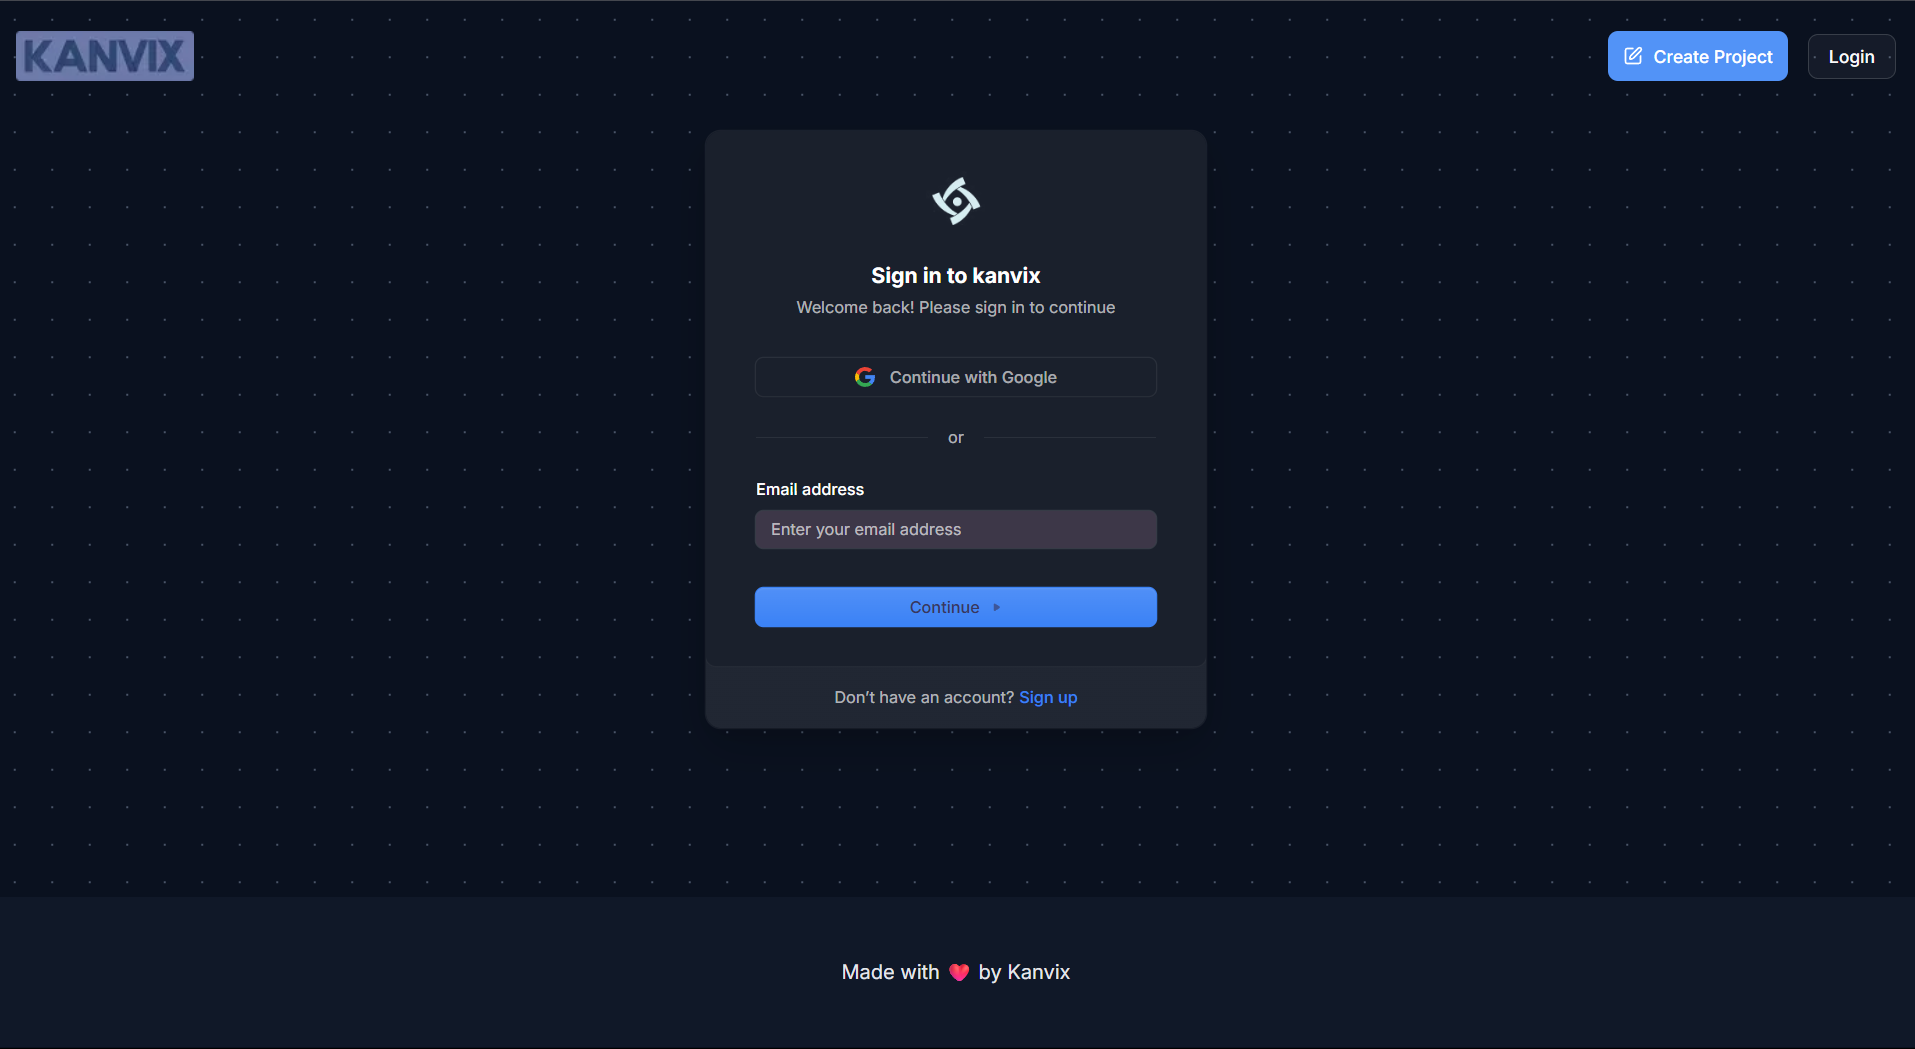 KANVIX
Create Project
Login
Sign in to kanvix
Welcome back! Please sign in to continue
Continue with Google
or
Email address
Enter your email address
Continue
Don’t have an account? Sign up
Made with ❤️ by Kanvix